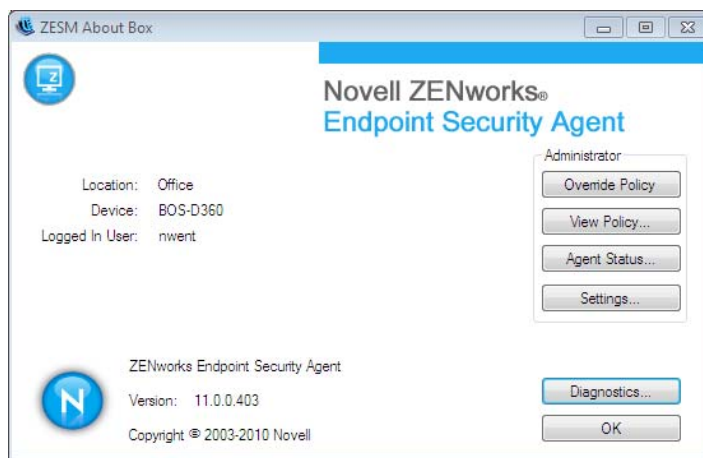 ZESM About Box
Z
Novell ZENworks®
Endpoint Security Agent
Administrator
Location: Office
Override Policy
Device: BOS-D360
View Policy...
Logged In User: nwent
Agent Status...
Settings...
ZENworks Endpoint Security Agent
N
Version: 11.0.0.403
Diagnostics...
Copyright © 2003-2010 Novell
OK